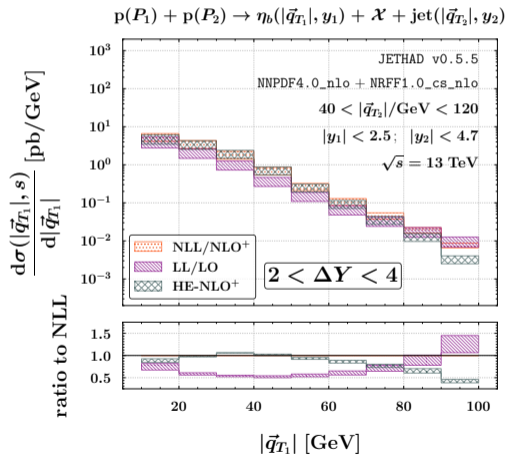 p(P₁) + p(P₂) → η_b(|q⃗_T₁|, y₁) + 𝒳 + jet(|q⃗_T₂|, y₂)
JETHAD v0.5.5
NNPDF4.0_nlo + NRFF1.0_cs_nlo
40 < |q⃗_T₂|/GeV < 120
|y₁| < 2.5 ; |y₂| < 4.7
√s = 13 TeV
dσ(|q⃗_T₁|, s)
d|q⃗_T₁|
[pb/GeV]
10³
10²
10¹
10⁰
10⁻¹
10⁻²
10⁻³
NLL/NLO⁺
LL/LO
HE-NLO⁺
2 < ΔY < 4
ratio to NLL
1.5
1.0
0.5
20 40 60 80 100
|q⃗_T₁| [GeV]